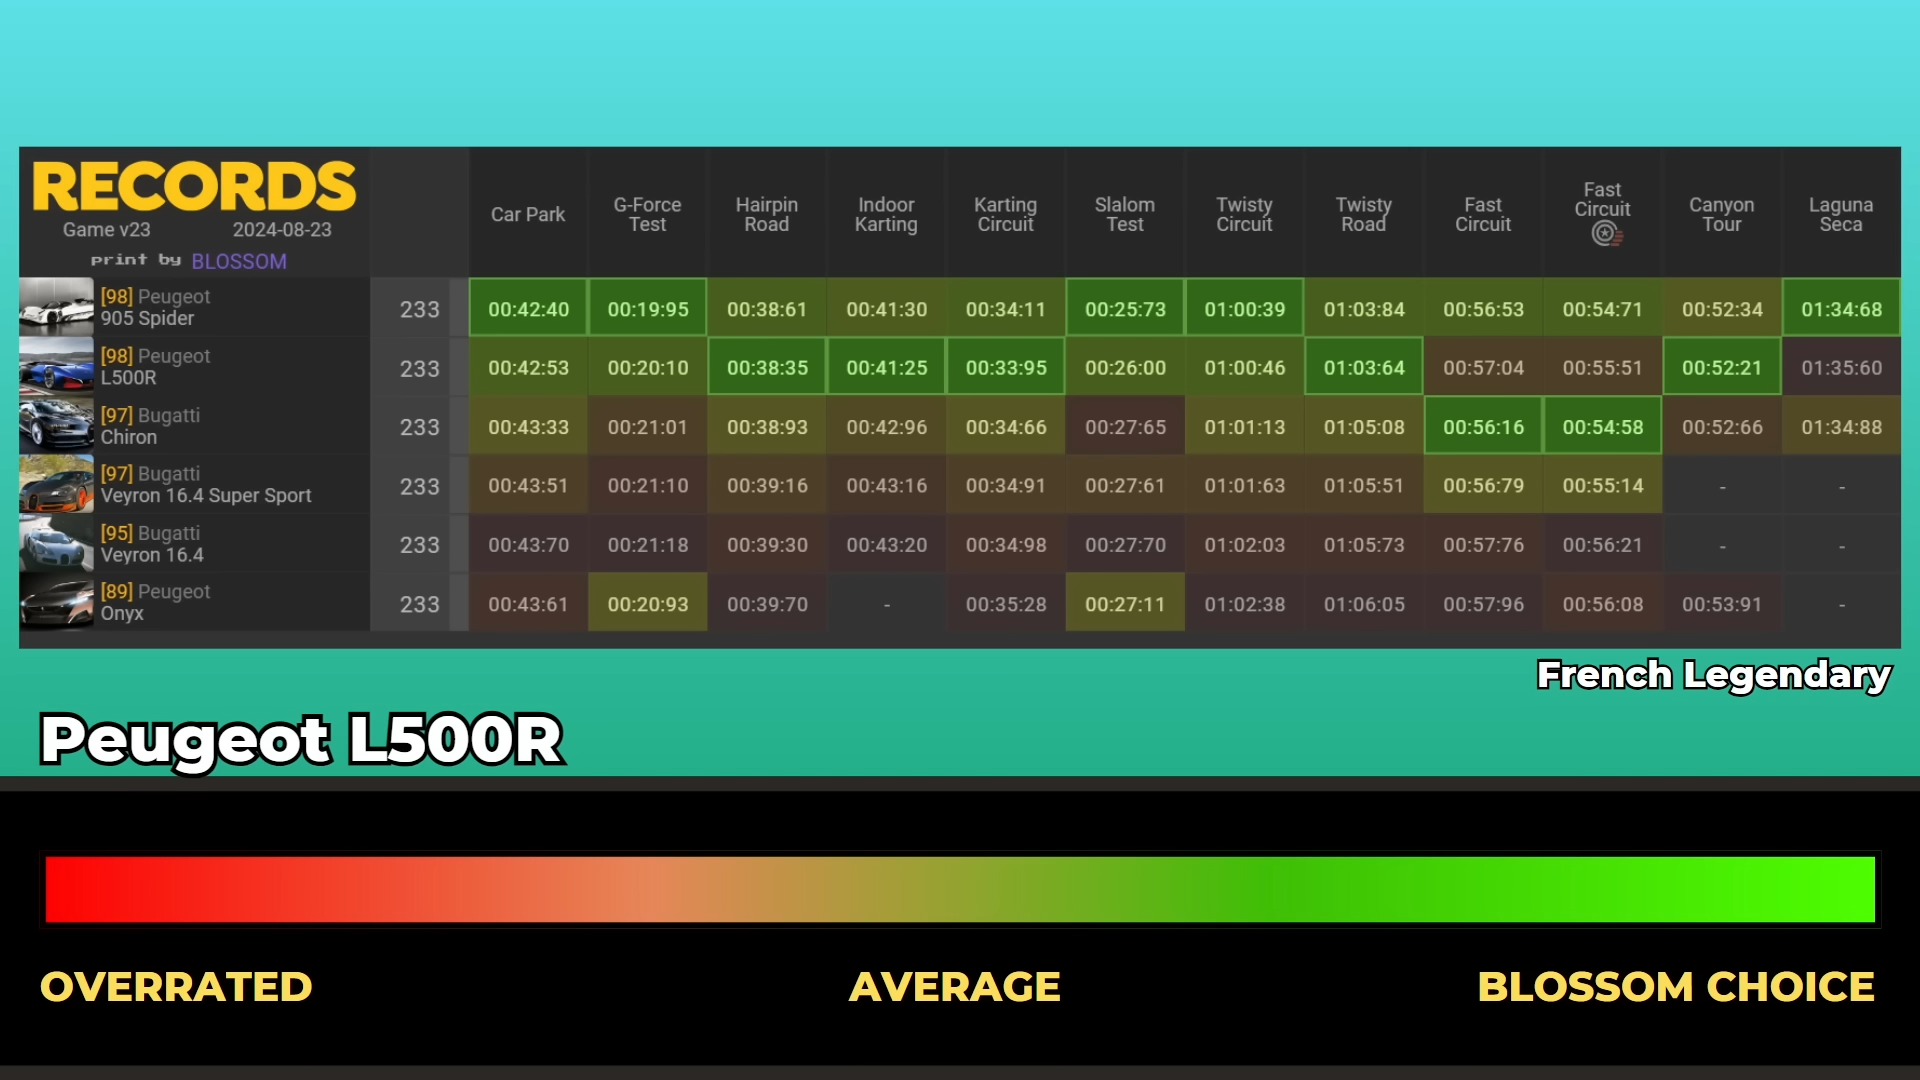 RECORDS
Game v23 2024-08-23
print by BLOSSOM
Car Park G-Force Test Hairpin Road Indoor Karting Karting Circuit Slalom Test Twisty Circuit Twisty Road Fast Circuit Fast Circuit Canyon Tour Laguna Seca
[98] Peugeot
905 Spider
233 00:42:40 00:19:95 00:38:61 00:41:30 00:34:11 00:25:73 01:00:39 01:03:84 00:56:53 00:54:71 00:52:34 01:34:68
[98] Peugeot
L500R
233 00:42:53 00:20:10 00:38:35 00:41:25 00:33:95 00:26:00 01:00:46 01:03:64 00:57:04 00:55:51 00:52:21 01:35:60
[97] Bugatti
Chiron
233 00:43:33 00:21:01 00:38:93 00:42:96 00:34:66 00:27:65 01:01:13 01:05:08 00:56:16 00:54:58 00:52:66 01:34:88
[97] Bugatti
Veyron 16.4 Super Sport
233 00:43:51 00:21:10 00:39:16 00:43:16 00:34:91 00:27:61 01:01:63 01:05:51 00:56:79 00:55:14 - -
[95] Bugatti
Veyron 16.4
233 00:43:70 00:21:18 00:39:30 00:43:20 00:34:98 00:27:70 01:02:03 01:05:73 00:57:76 00:56:21 - -
[89] Peugeot
Onyx
233 00:43:61 00:20:93 00:39:70 - 00:35:28 00:27:11 01:02:38 01:06:05 00:57:96 00:56:08 00:53:91 -
French Legendary
Peugeot L500R
OVERRATED AVERAGE BLOSSOM CHOICE